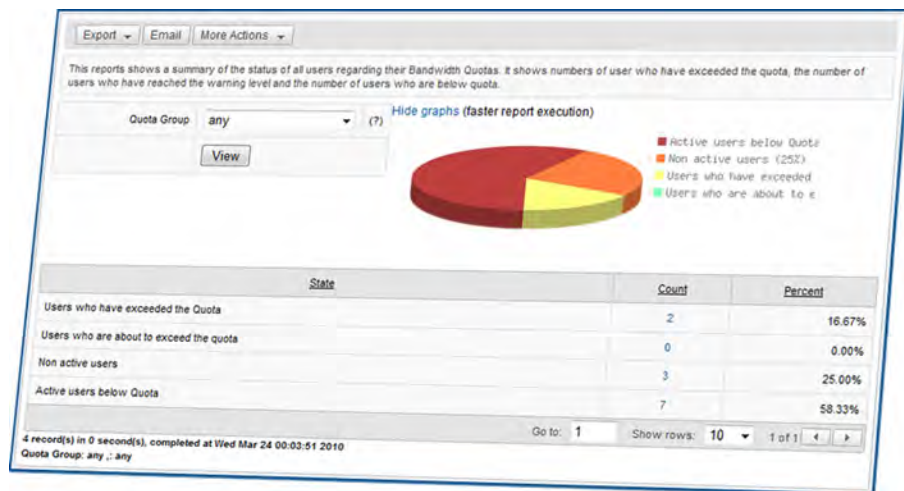 Export Email More Actions
This reports shows a summary of the status of all users regarding their Bandwidth Quotas. It shows numbers of user who have exceeded the quota, the number of
users who have reached the warning level and the number of users who are below quota.
Quota Group any (?) Hide graphs (faster report execution)
View
Active users below Quota
Non active users (25%)
Users who have exceeded
Users who are about to e
State Count Percent
Users who have exceeded the Quota 2 16.67%
Users who are about to exceed the quota 0 0.00%
Non active users 3 25.00%
Active users below Quota 7 58.33%
Go to: 1 Show rows: 10 1 of 1
4 record(s) in 0 second(s), completed at Wed Mar 24 00:03:51 2010
Quota Group: any ,: any